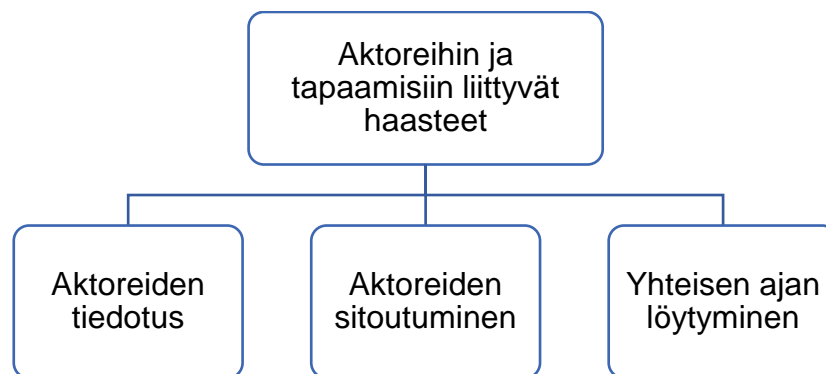 Aktoreihin ja
tapaamisiin liittyvät
haasteet
Aktoreiden
tiedotus
Aktoreiden
sitoutuminen
Yhteisen ajan
löytyminen